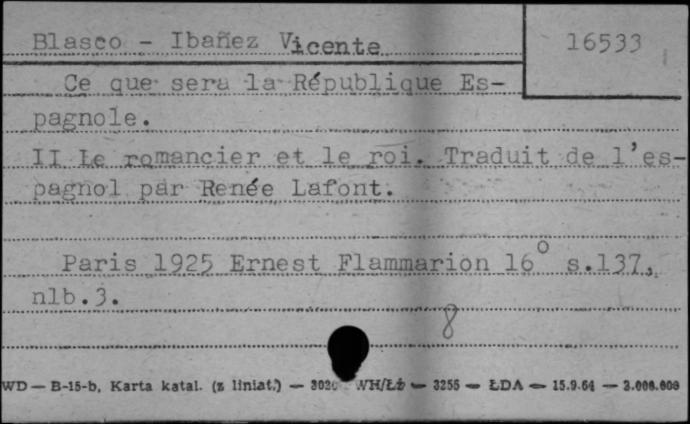 Blasco - Ibañez Vicente
16533
Ce que sera la République Es-
pagnole.
II Le romancier et le roi. Traduit de l'es-
pagnol par Renée Lafont.
Paris 1925 Ernest Flammarion 16° s.137,
nlb.3.
8
WD — B-15-b, Karta katal. (z liniat.) — WH/Łż — 3255 — ŁDA — 15.9.64 — 3.000.000